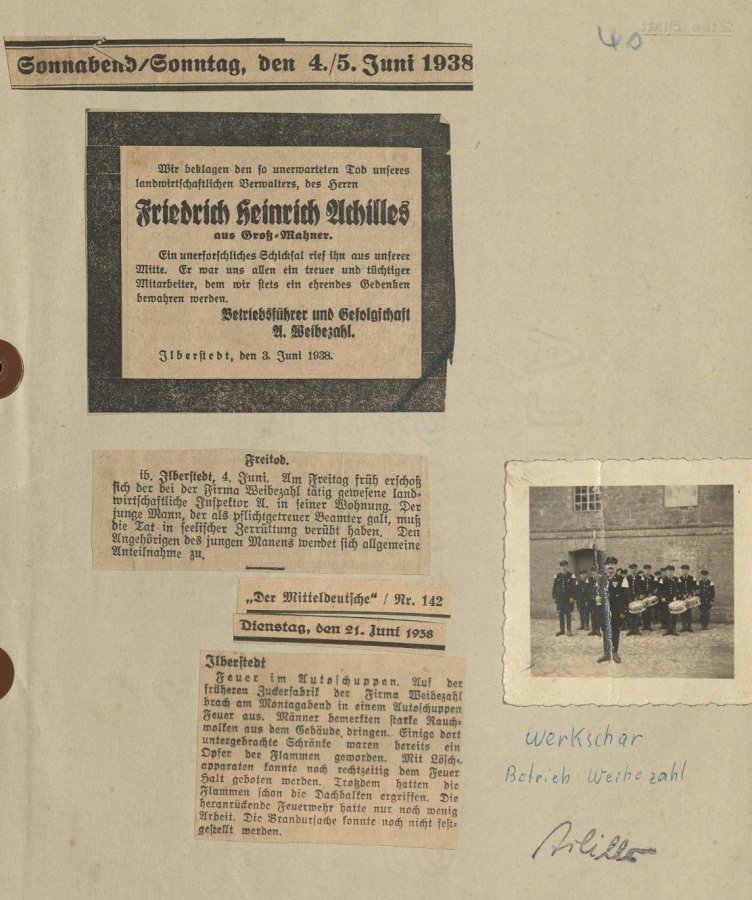 40
2tes Blatt
Sonnabend/Sonntag, den 4./5. Juni 1938
Wir beklagen den so unerwarteten Tod unseres
landwirtschaftlichen Verwalters, des Herrn
Friedrich Heinrich Achilles
aus Groß-Mahner.
Ein unerforschliches Schicksal rief ihn aus unserer
Mitte. Er war uns allen ein treuer und tüchtiger
Mitarbeiter, dem wir stets ein ehrendes Gedenken
bewahren werden.
Betriebsführer und Gefolgschaft
A. Weibezahl.
Ilberstedt, den 3. Juni 1938.
Freitod.
ib. Ilberstedt, 4. Juni. Am Freitag früh erschoß
sich der bei der Firma Weibezahl tätig gewesene land-
wirtschaftliche Inspektor A. in seiner Wohnung. Der
junge Mann, der als pflichtgetreuer Beamter galt, muß
die Tat in seelischer Zerrüttung verübt haben. Den
Angehörigen des jungen Manens wendet sich allgemeine
Anteilnahme zu.
„Der Mitteldeutsche“ / Nr. 142
Dienstag, den 21. Juni 1938
Ilberstedt
Feuer im Autoschuppen. Auf der
früheren Zuckerfabrik der Firma Weibezahl
brach am Montagabend in einem Autoschuppen
Feuer aus. Männer bemerkten starke Rauch-
wolken aus dem Gebäude dringen. Einige dort
untergebrachte Schränke waren bereits ein
Opfer der Flammen geworden. Mit Lösch-
apparaten konnte noch rechtzeitig dem Feuer
Halt geboten werden. Trotzdem hatten die
Flammen schon die Dachbalken ergriffen. Die
heranrückende Feuerwehr hatte nur noch wenig
Arbeit. Die Brandursache konnte noch nicht fest-
gestellt werden.
Werkschar
Betrieb Weibezahl